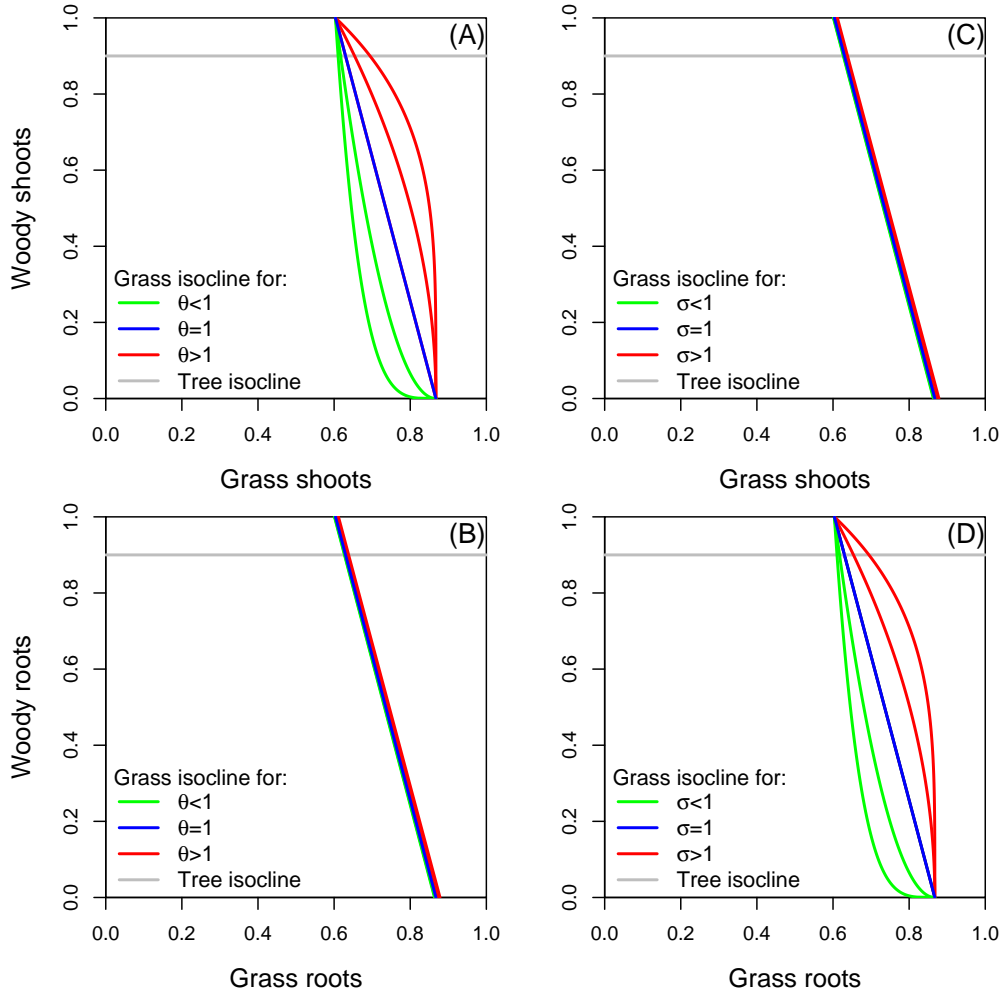 (A)
Woody shoots
1.0
0.8
0.6
0.4
0.2
0.0
Grass isocline for:
θ<1
θ=1
θ>1
Tree isocline
0.0 0.2 0.4 0.6 0.8 1.0
Grass shoots
(C)
1.0
0.8
0.6
0.4
0.2
0.0
Grass isocline for:
σ<1
σ=1
σ>1
Tree isocline
0.0 0.2 0.4 0.6 0.8 1.0
Grass shoots
(B)
Woody roots
1.0
0.8
0.6
0.4
0.2
0.0
Grass isocline for:
θ<1
θ=1
θ>1
Tree isocline
0.0 0.2 0.4 0.6 0.8 1.0
Grass roots
(D)
1.0
0.8
0.6
0.4
0.2
0.0
Grass isocline for:
σ<1
σ=1
σ>1
Tree isocline
0.0 0.2 0.4 0.6 0.8 1.0
Grass roots